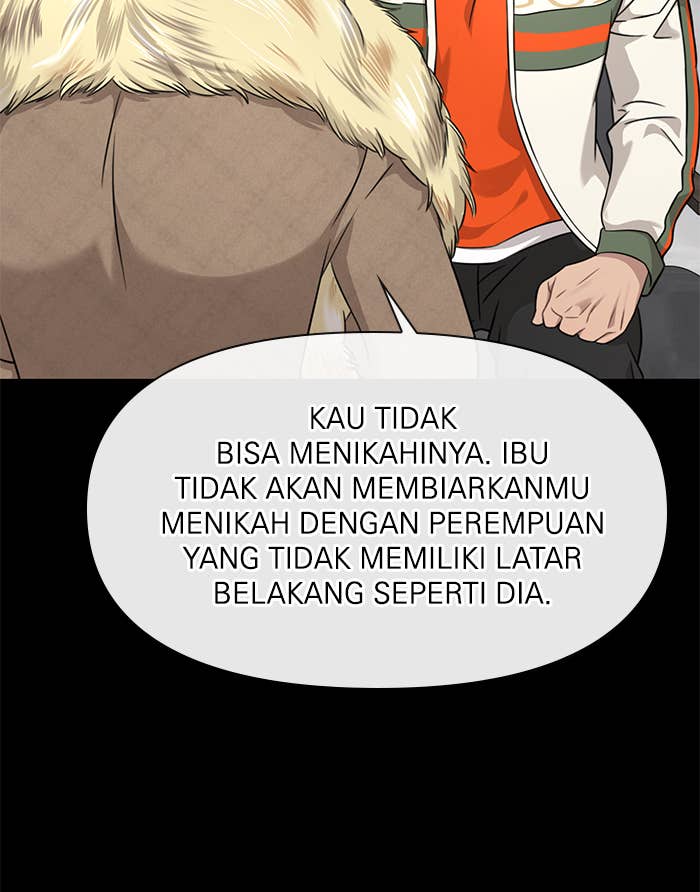 KAU TIDAK
BISA MENIKAHINYA. IBU
TIDAK AKAN MEMBIARKANMU
MENIKAH DENGAN PEREMPUAN
YANG TIDAK MEMILIKI LATAR
BELAKANG SEPERTI DIA.